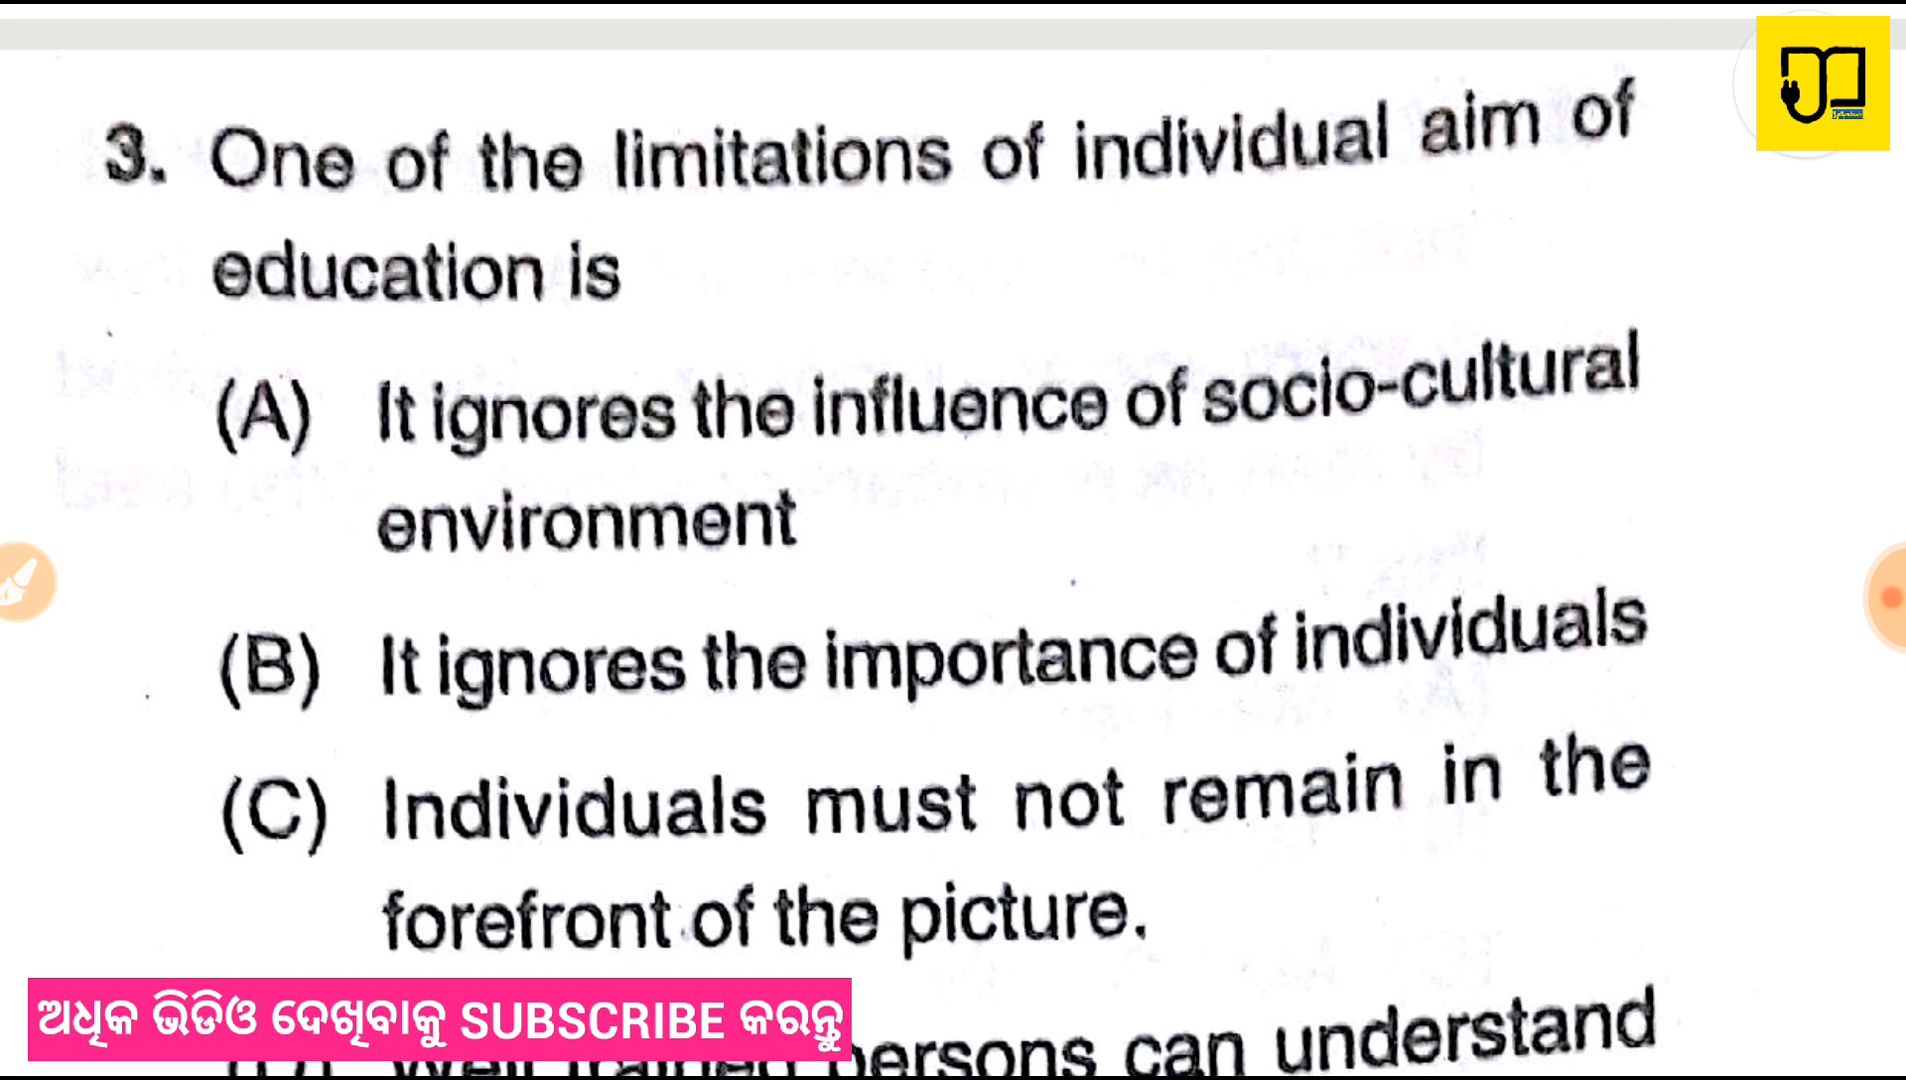 3. One of the limitations of individual aim of
education is
(A) It ignores the influence of socio-cultural
environment
(B) It ignores the importance of individuals
(C) Individuals must not remain in the
forefront of the picture.
ଅଧିକ ଭିଡିଓ ଦେଖିବାକୁ SUBSCRIBE କରନ୍ତୁ
(D) Well trained persons can understand